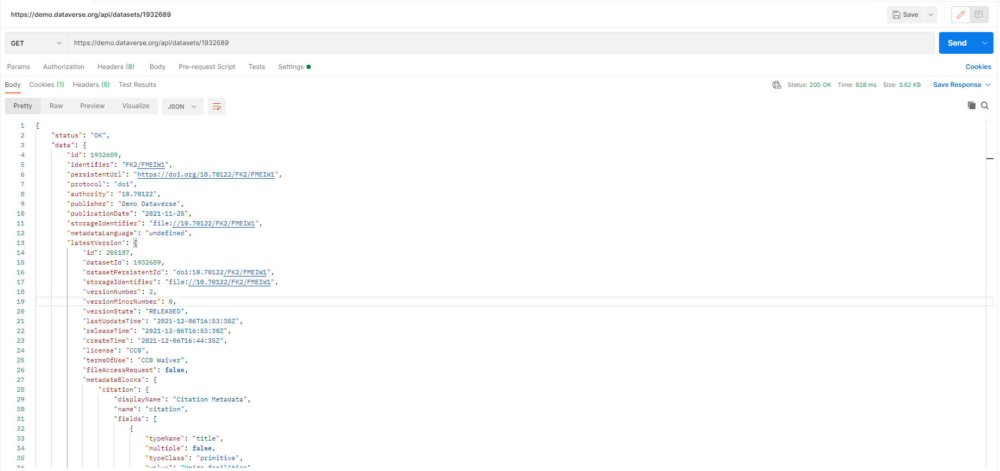 https://demo.dataverse.org/api/datasets/1932689
Save
GET https://demo.dataverse.org/api/datasets/1932689 Send
Params Authorization Headers (8) Body Pre-request Script Tests Settings Cookies
Body Cookies (1) Headers (8) Test Results Status: 200 OK Time: 828 ms Size: 3.62 KB Save Response
Pretty Raw Preview Visualize JSON
1 {
2 "status": "OK",
3 "data": {
4 "id": 1932689,
5 "identifier": "FK2/FMEIW1",
6 "persistentUrl": "https://doi.org/10.70122/FK2/FMEIW1",
7 "protocol": "doi",
8 "authority": "10.70122",
9 "publisher": "Demo Dataverse",
10 "publicationDate": "2021-11-25",
11 "storageIdentifier": "file://10.70122/FK2/FMEIW1",
12 "metadataLanguage": "undefined",
13 "latestVersion": {
14 "id": 205187,
15 "datasetId": 1932689,
16 "datasetPersistentId": "doi:10.70122/FK2/FMEIW1",
17 "storageIdentifier": "file://10.70122/FK2/FMEIW1",
18 "versionNumber": 2,
19 "versionMinorNumber": 0,
20 "versionState": "RELEASED",
21 "lastUpdateTime": "2021-12-06T16:53:30Z",
22 "releaseTime": "2021-12-06T16:53:30Z",
23 "createTime": "2021-12-06T16:44:35Z",
24 "license": "CC0",
25 "termsOfUse": "CC0 Waiver",
26 "fileAccessRequest": false,
27 "metadataBlocks": {
28 "citation": {
29 "displayName": "Citation Metadata",
30 "name": "citation",
31 "fields": [
32 {
33 "typeName": "title",
34 "multiple": false,
35 "typeClass": "primitive",
36 "value": "Unige facilities"